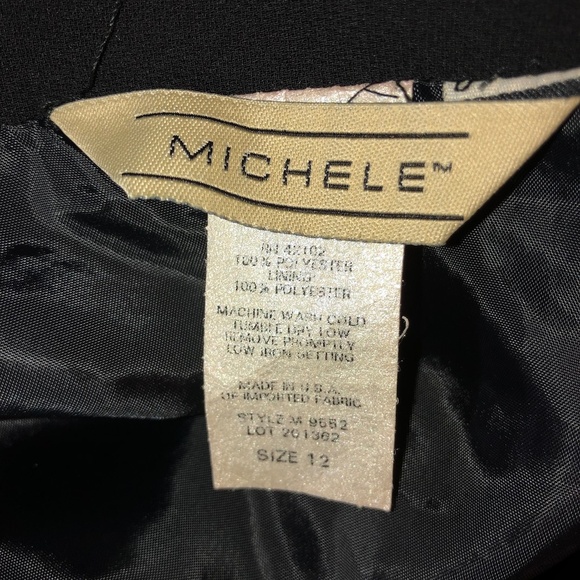 MICHELE™
RN 42102
100% POLYESTER
LINING
100% POLYESTER
MACHINE WASH COLD
TUMBLE DRY LOW
REMOVE PROMPTLY
LOW IRON SETTING
MADE IN U.S.A.
OF IMPORTED FABRIC
STYLE M 9552
LOT 201362
SIZE 12